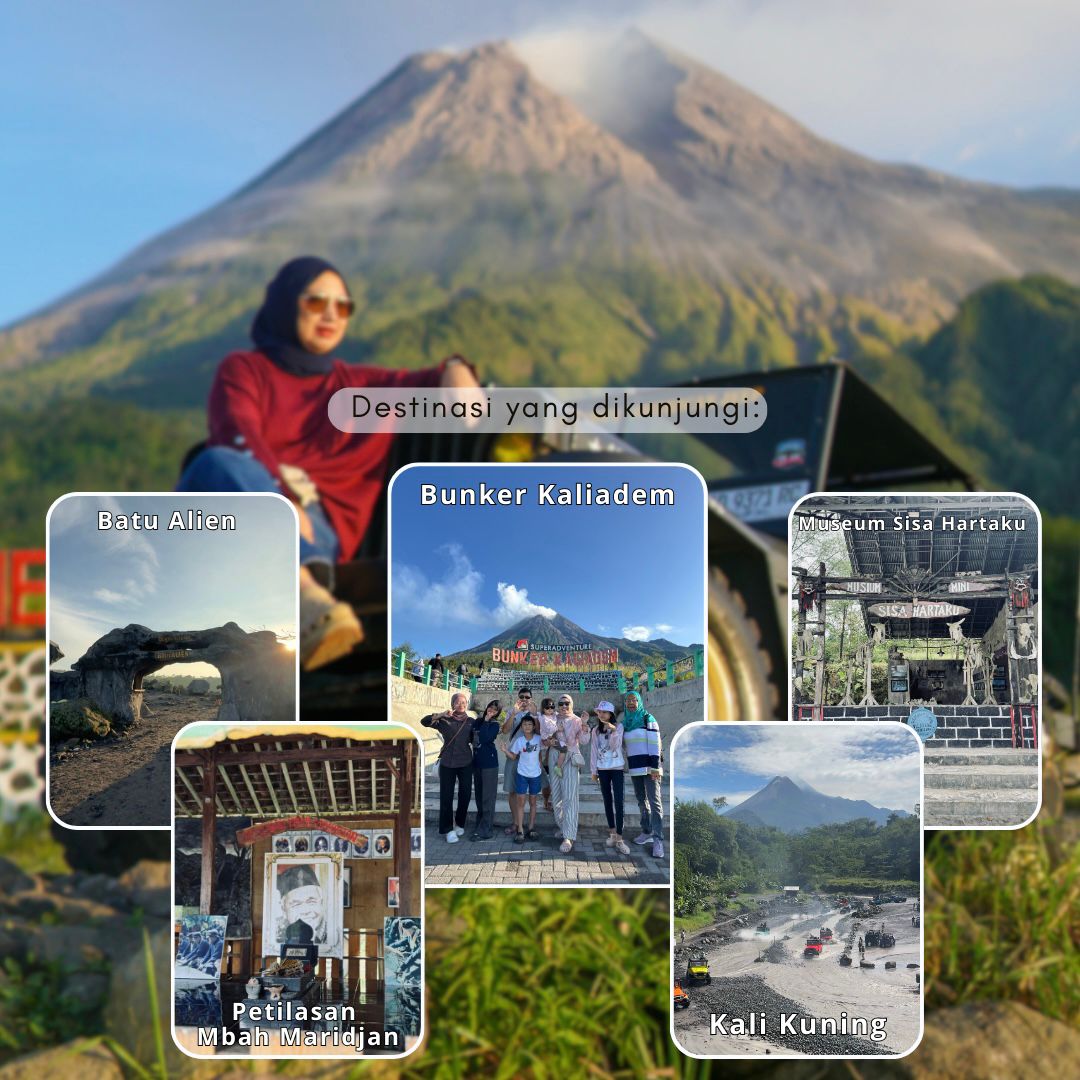 Destinasi yang dikunjungi:
Bunker Kaliadem
Batu Alien
Museum Sisa Hartaku
SUPERADVENTURE
BUNKER KALIADEM
MUSIUM MINI
SISA HARTAKU
Petilasan
Mbah Maridjan
Kali Kuning